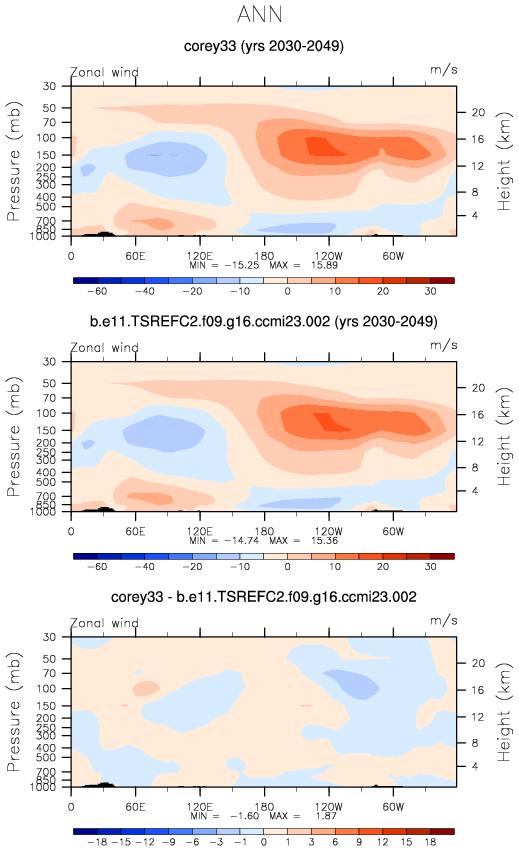 ANN
corey33 (yrs 2030-2049)
Zonal wind m/s
30
50
70
100
150
200
250
300
400
500
700
850
1000
Pressure (mb)
20
16
12
8
4
Height (km)
0 60E 120E 180 120W 60W
MIN = -15.25 MAX = 15.89
-60 -40 -20 -10 0 10 20 30
b.e11.TSREFC2.f09.g16.ccmi23.002 (yrs 2030-2049)
Zonal wind m/s
30
50
70
100
150
200
250
300
400
500
700
850
1000
Pressure (mb)
20
16
12
8
4
Height (km)
0 60E 120E 180 120W 60W
MIN = -14.74 MAX = 15.36
-60 -40 -20 -10 0 10 20 30
corey33 - b.e11.TSREFC2.f09.g16.ccmi23.002
Zonal wind m/s
30
50
70
100
150
200
250
300
400
500
700
850
1000
Pressure (mb)
20
16
12
8
4
Height (km)
0 60E 120E 180 120W 60W
MIN = -1.60 MAX = 1.87
-18 -15 -12 -9 -6 -3 -1 0 1 3 6 9 12 15 18